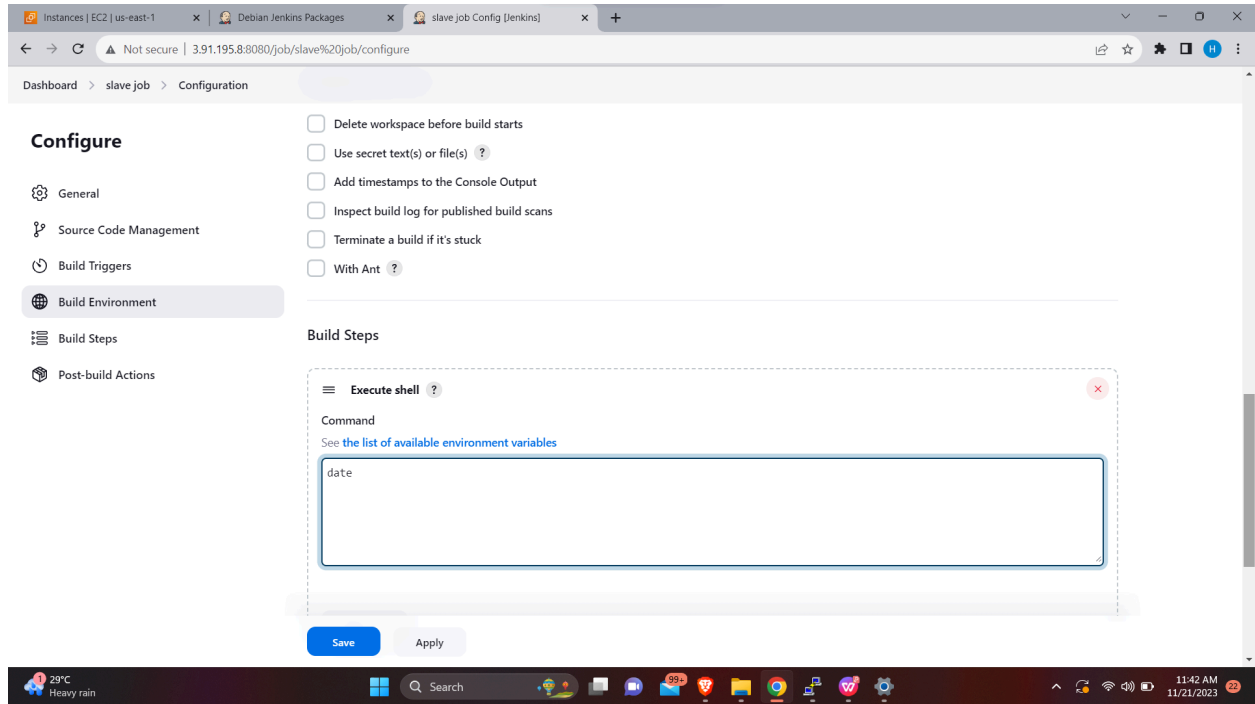 Instances | EC2 | us-east-1
Debian Jenkins Packages
slave job Config [Jenkins]
Not secure | 3.91.195.8:8080/job/slave%20job/configure
H
Dashboard > slave job > Configuration
Configure
General
Source Code Management
Build Triggers
Build Environment
Build Steps
Post-build Actions
Delete workspace before build starts
Use secret text(s) or file(s) ?
Add timestamps to the Console Output
Inspect build log for published build scans
Terminate a build if it's stuck
With Ant ?
Build Steps
Execute shell ?
Command
See the list of available environment variables
date
Save
Apply
1
29°C
Heavy rain
Search
99+
11:42 AM
11/21/2023
22